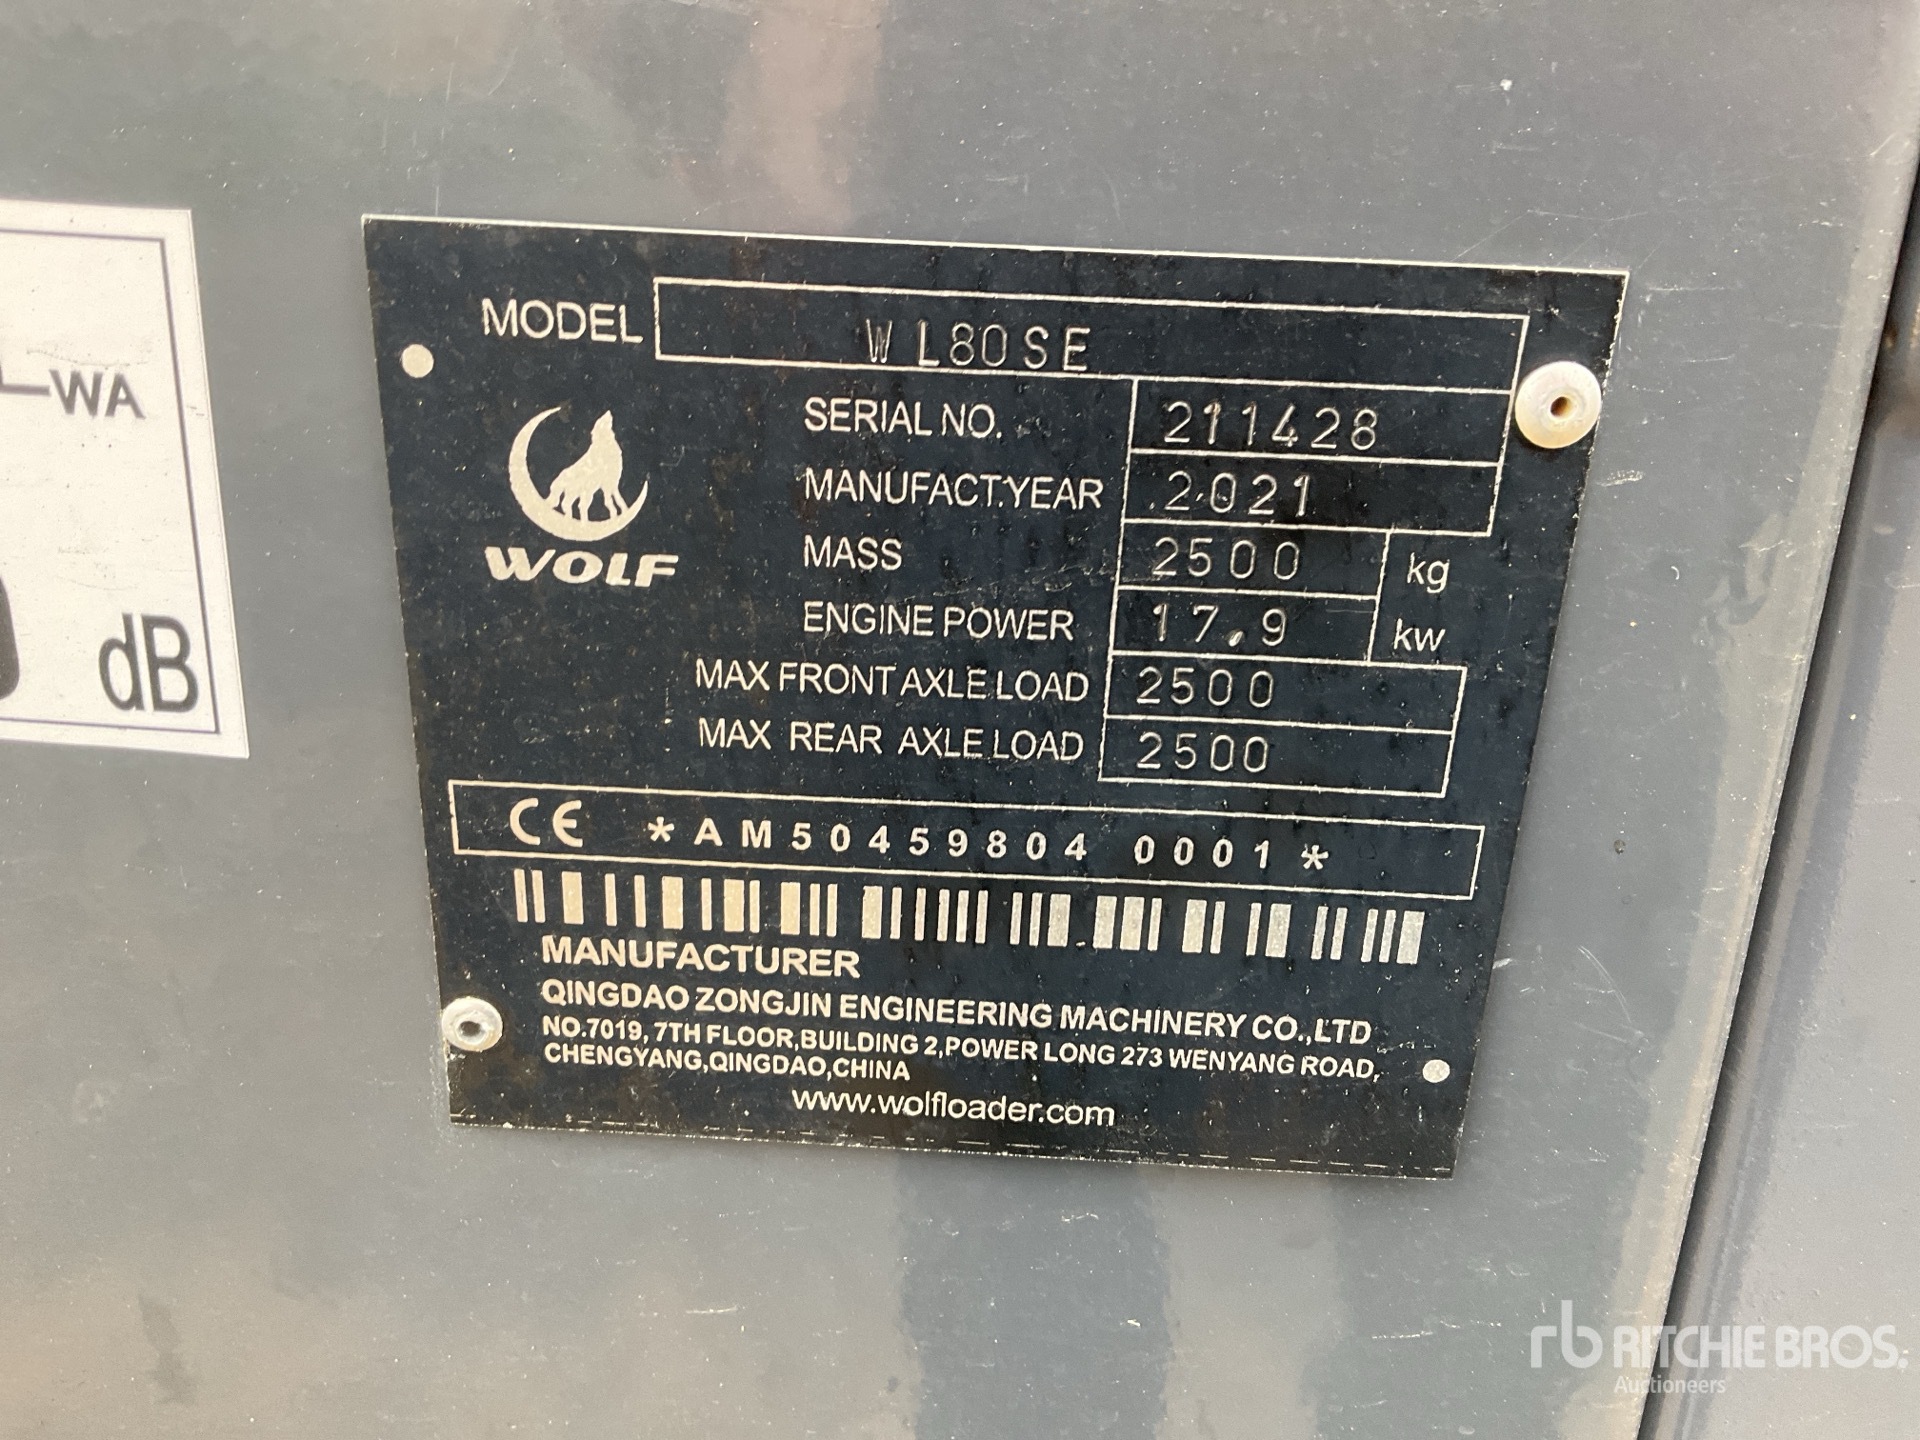 MODEL WL80SE
SERIAL NO. 211428
MANUFACT.YEAR 2021
MASS 2500 kg
ENGINE POWER 17.9 kw
MAX FRONT AXLE LOAD 2500
MAX REAR AXLE LOAD 2500
WOLF
CE *AM50459804 0001*
MANUFACTURER
QINGDAO ZONGJIN ENGINEERING MACHINERY CO.,LTD
NO.7019, 7TH FLOOR,BUILDING 2,POWER LONG 273 WENYANG ROAD,
CHENGYANG,QINGDAO,CHINA
www.wolfloader.com
WA
dB
rb RITCHIE BROS.
Auctioneers